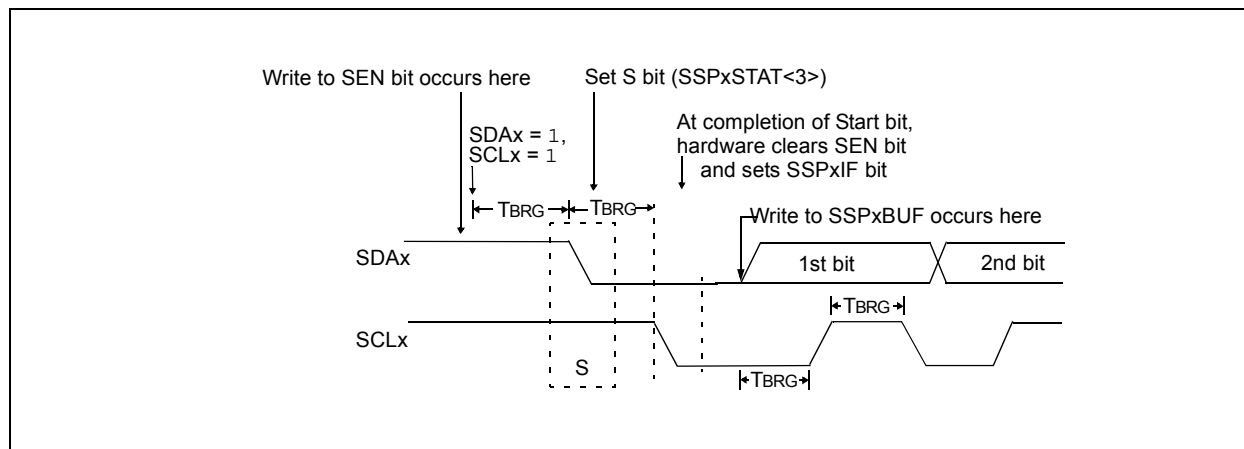 Write to SEN bit occurs here
Set S bit (SSPxSTAT<3>)
SDAx = 1,
SCLx = 1
At completion of Start bit,
hardware clears SEN bit
and sets SSPxIF bit
TBRG
TBRG
Write to SSPxBUF occurs here
SDAx
1st bit
2nd bit
TBRG
SCLx
S
TBRG